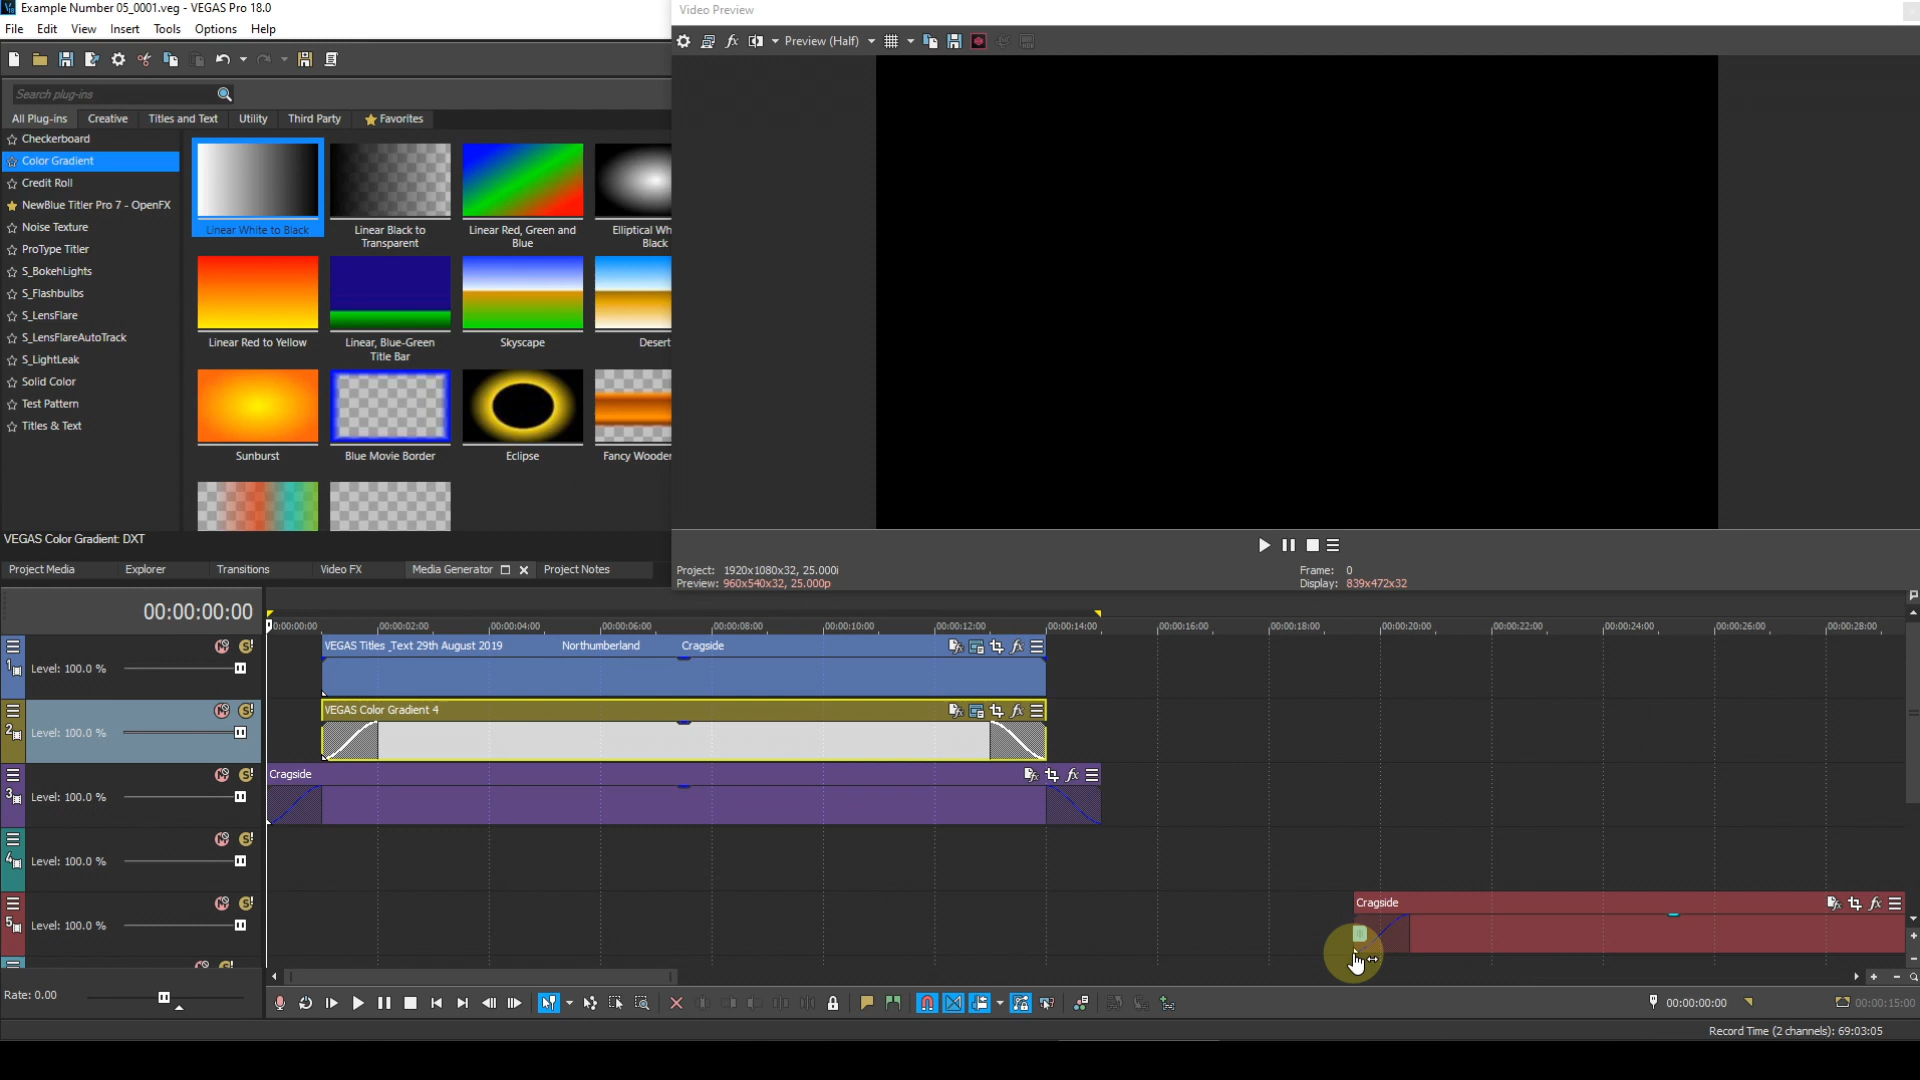 Example Number 05_0001.veg - VEGAS Pro 18.0
File Edit View Insert Tools Options Help
Video Preview
Preview (Half)
Search plug-ins
All Plug-ins Creative Titles and Text Utility Third Party Favorites
Checkerboard
Color Gradient
Credit Roll
NewBlue Titler Pro 7 - OpenFX
Noise Texture
ProType Titler
S_BokehLights
S_Flashbulbs
S_LensFlare
S_LensFlareAutoTrack
S_LightLeak
Solid Color
Test Pattern
Titles & Text
Linear White to Black
Linear Black to
Transparent
Linear Red, Green and
Blue
Elliptical Wh
Black
Linear Red to Yellow
Linear, Blue-Green
Title Bar
Skyscape
Desert
Sunburst
Blue Movie Border
Eclipse
Fancy Wooder
VEGAS Color Gradient: DXT
Project Media Explorer Transitions Video FX Media Generator Project Notes
Project: 1920x1080x32, 25.000i
Preview: 960x540x32, 25.000p
Frame: 0
Display: 839x472x32
00:00:00:00
00:00:00:00 00:00:02:00 00:00:04:00 00:00:06:00 00:00:08:00 00:00:10:00 00:00:12:00 00:00:14:00 00:00:16:00 00:00:18:00 00:00:20:00 00:00:22:00 00:00:24:00 00:00:26:00 00:00:28:00
1 Level: 100.0 %
VEGAS Titles_Text 29th August 2019 Northumberland Cragside
2 Level: 100.0 %
VEGAS Color Gradient 4
3 Level: 100.0 %
Cragside
4 Level: 100.0 %
5 Level: 100.0 %
Cragside
Rate: 0.00
00:00:00:00
00:00:15:00
Record Time (2 channels): 69:03:05